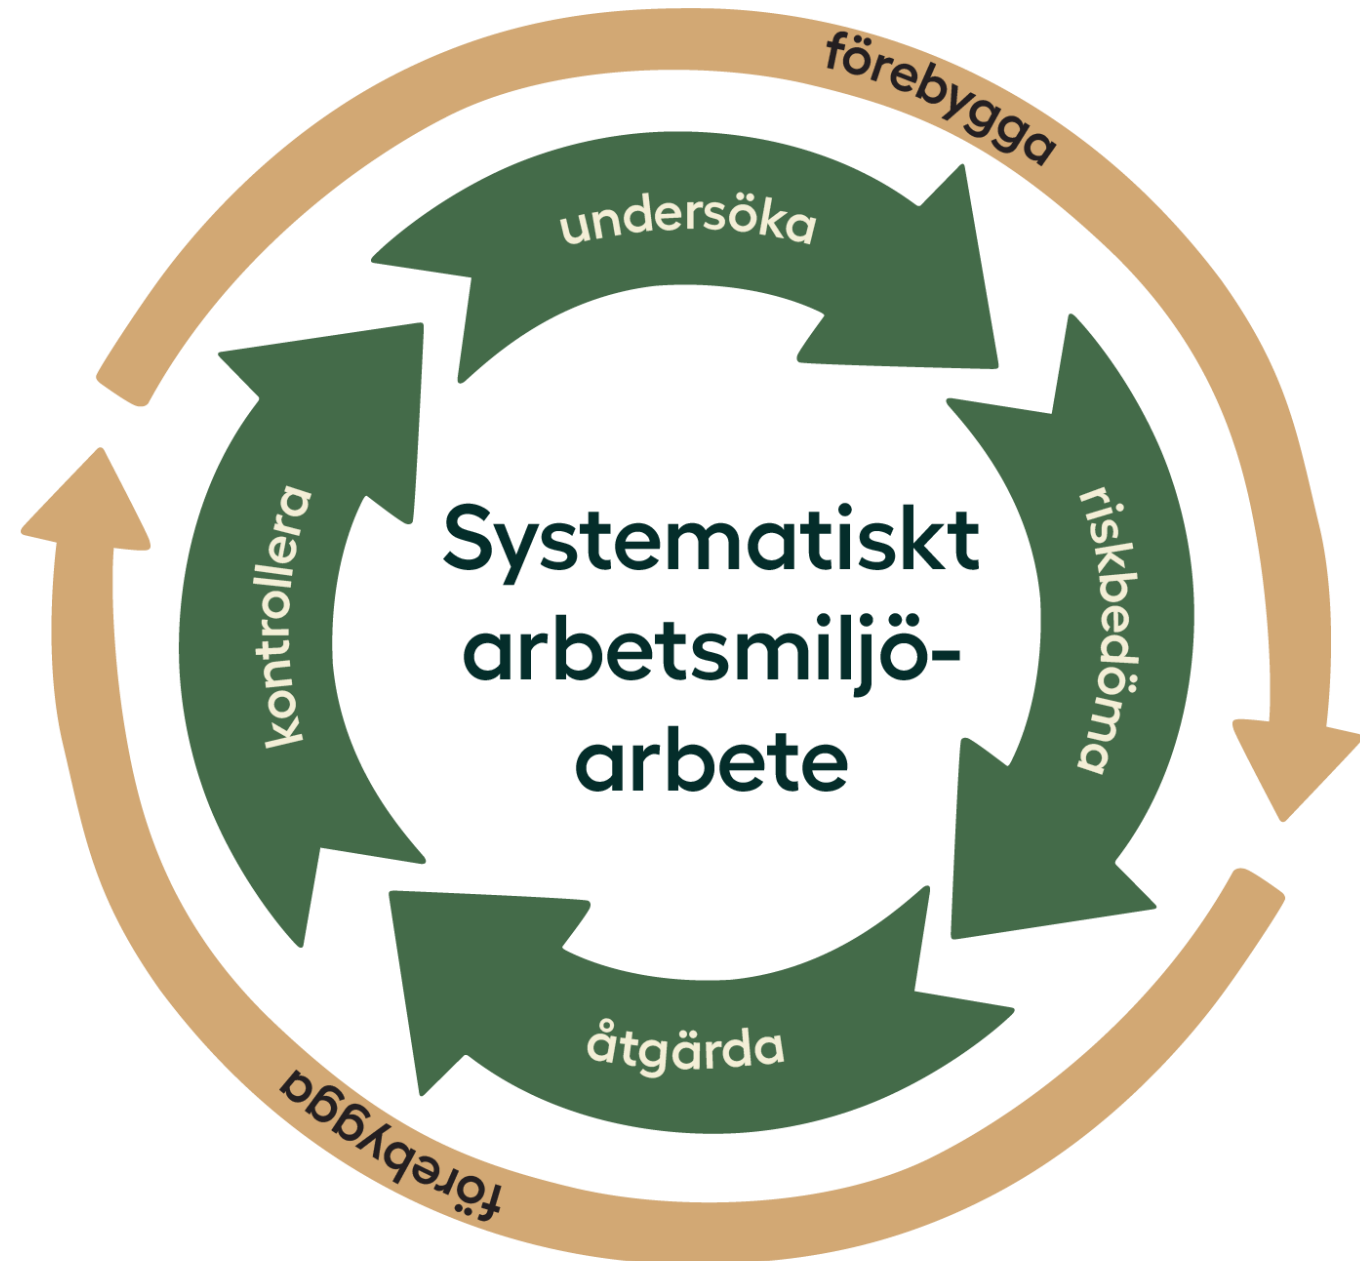 förebygga
undersöka
riskbedöma
Systematiskt
arbetsmiljö-
arbete
kontrollera
åtgärda
förebygga